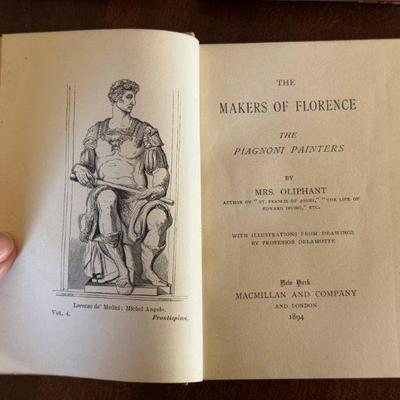 Lorenzo de' Medici: Michel Angelo.
Vol. 4.
Frontispiece.
THE
MAKERS OF FLORENCE
THE
PIAGNONI PAINTERS
BY
MRS. OLIPHANT
AUTHOR OF "ST. FRANCIS OF ASSISI," "THE LIFE OF
EDWARD IRVING," ETC.
WITH ILLUSTRATIONS FROM DRAWINGS
BY PROFESSOR DELAMOTTE
New York
MACMILLAN AND COMPANY
AND LONDON
1894